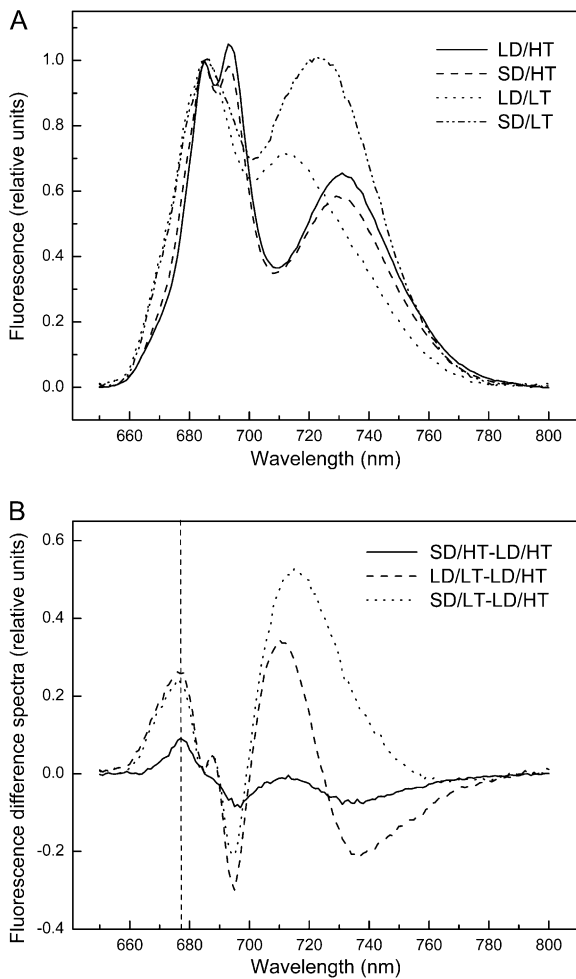 A
LD/HT
SD/HT
LD/LT
SD/LT
1.0
0.8
0.6
0.4
0.2
0.0
Fluorescence (relative units)
660 680 700 720 740 760 780 800
Wavelength (nm)
B
SD/HT-LD/HT
LD/LT-LD/HT
SD/LT-LD/HT
0.6
0.4
0.2
0.0
-0.2
-0.4
Fluorescence difference spectra (relative units)
660 680 700 720 740 760 780 800
Wavelength (nm)